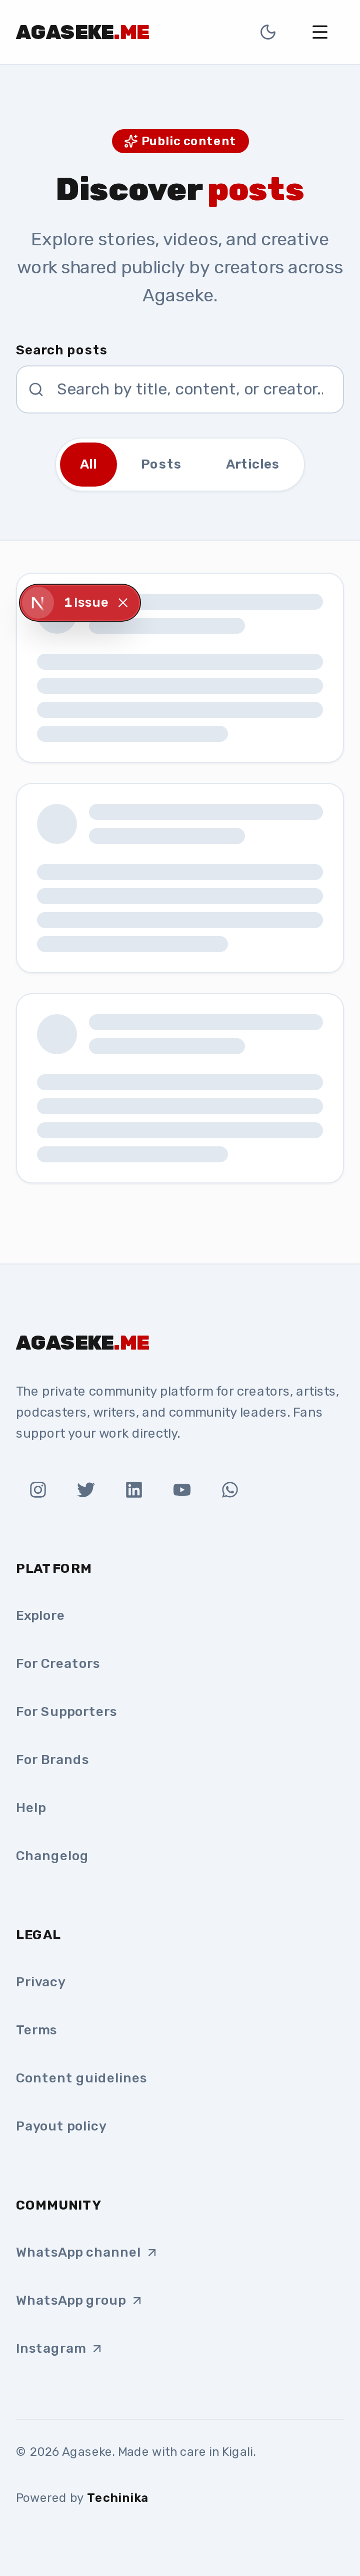 AGASEKE.ME
Public content
Discover posts
Explore stories, videos, and creative
work shared publicly by creators across
Agaseke.
Search posts
Search by title, content, or creator..
All
Posts
Articles
N
1 Issue
AGASEKE.ME
The private community platform for creators, artists,
podcasters, writers, and community leaders. Fans
support your work directly.
PLATFORM
Explore
For Creators
For Supporters
For Brands
Help
Changelog
LEGAL
Privacy
Terms
Content guidelines
Payout policy
COMMUNITY
WhatsApp channel
WhatsApp group
Instagram
© 2026 Agaseke. Made with care in Kigali.
Powered by Techinika